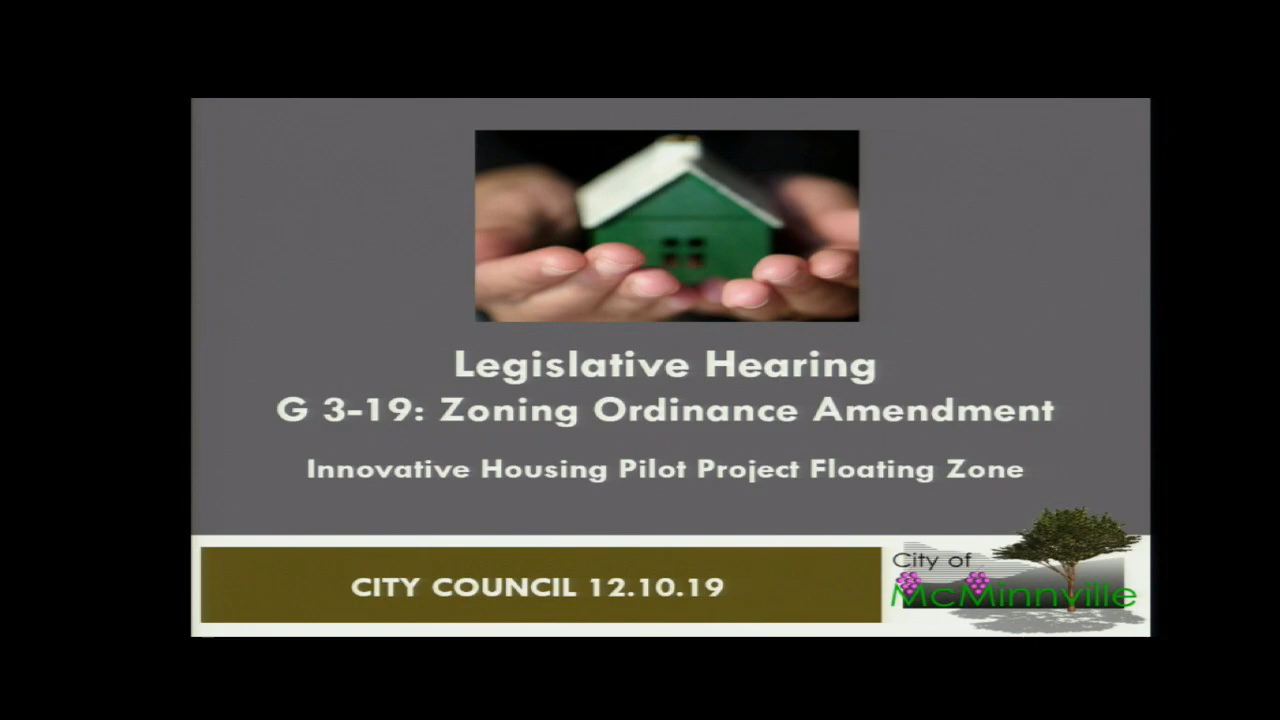 Legislative Hearing
G 3-19: Zoning Ordinance Amendment
Innovative Housing Pilot Project Floating Zone
CITY COUNCIL 12.10.19
City of
McMinnville